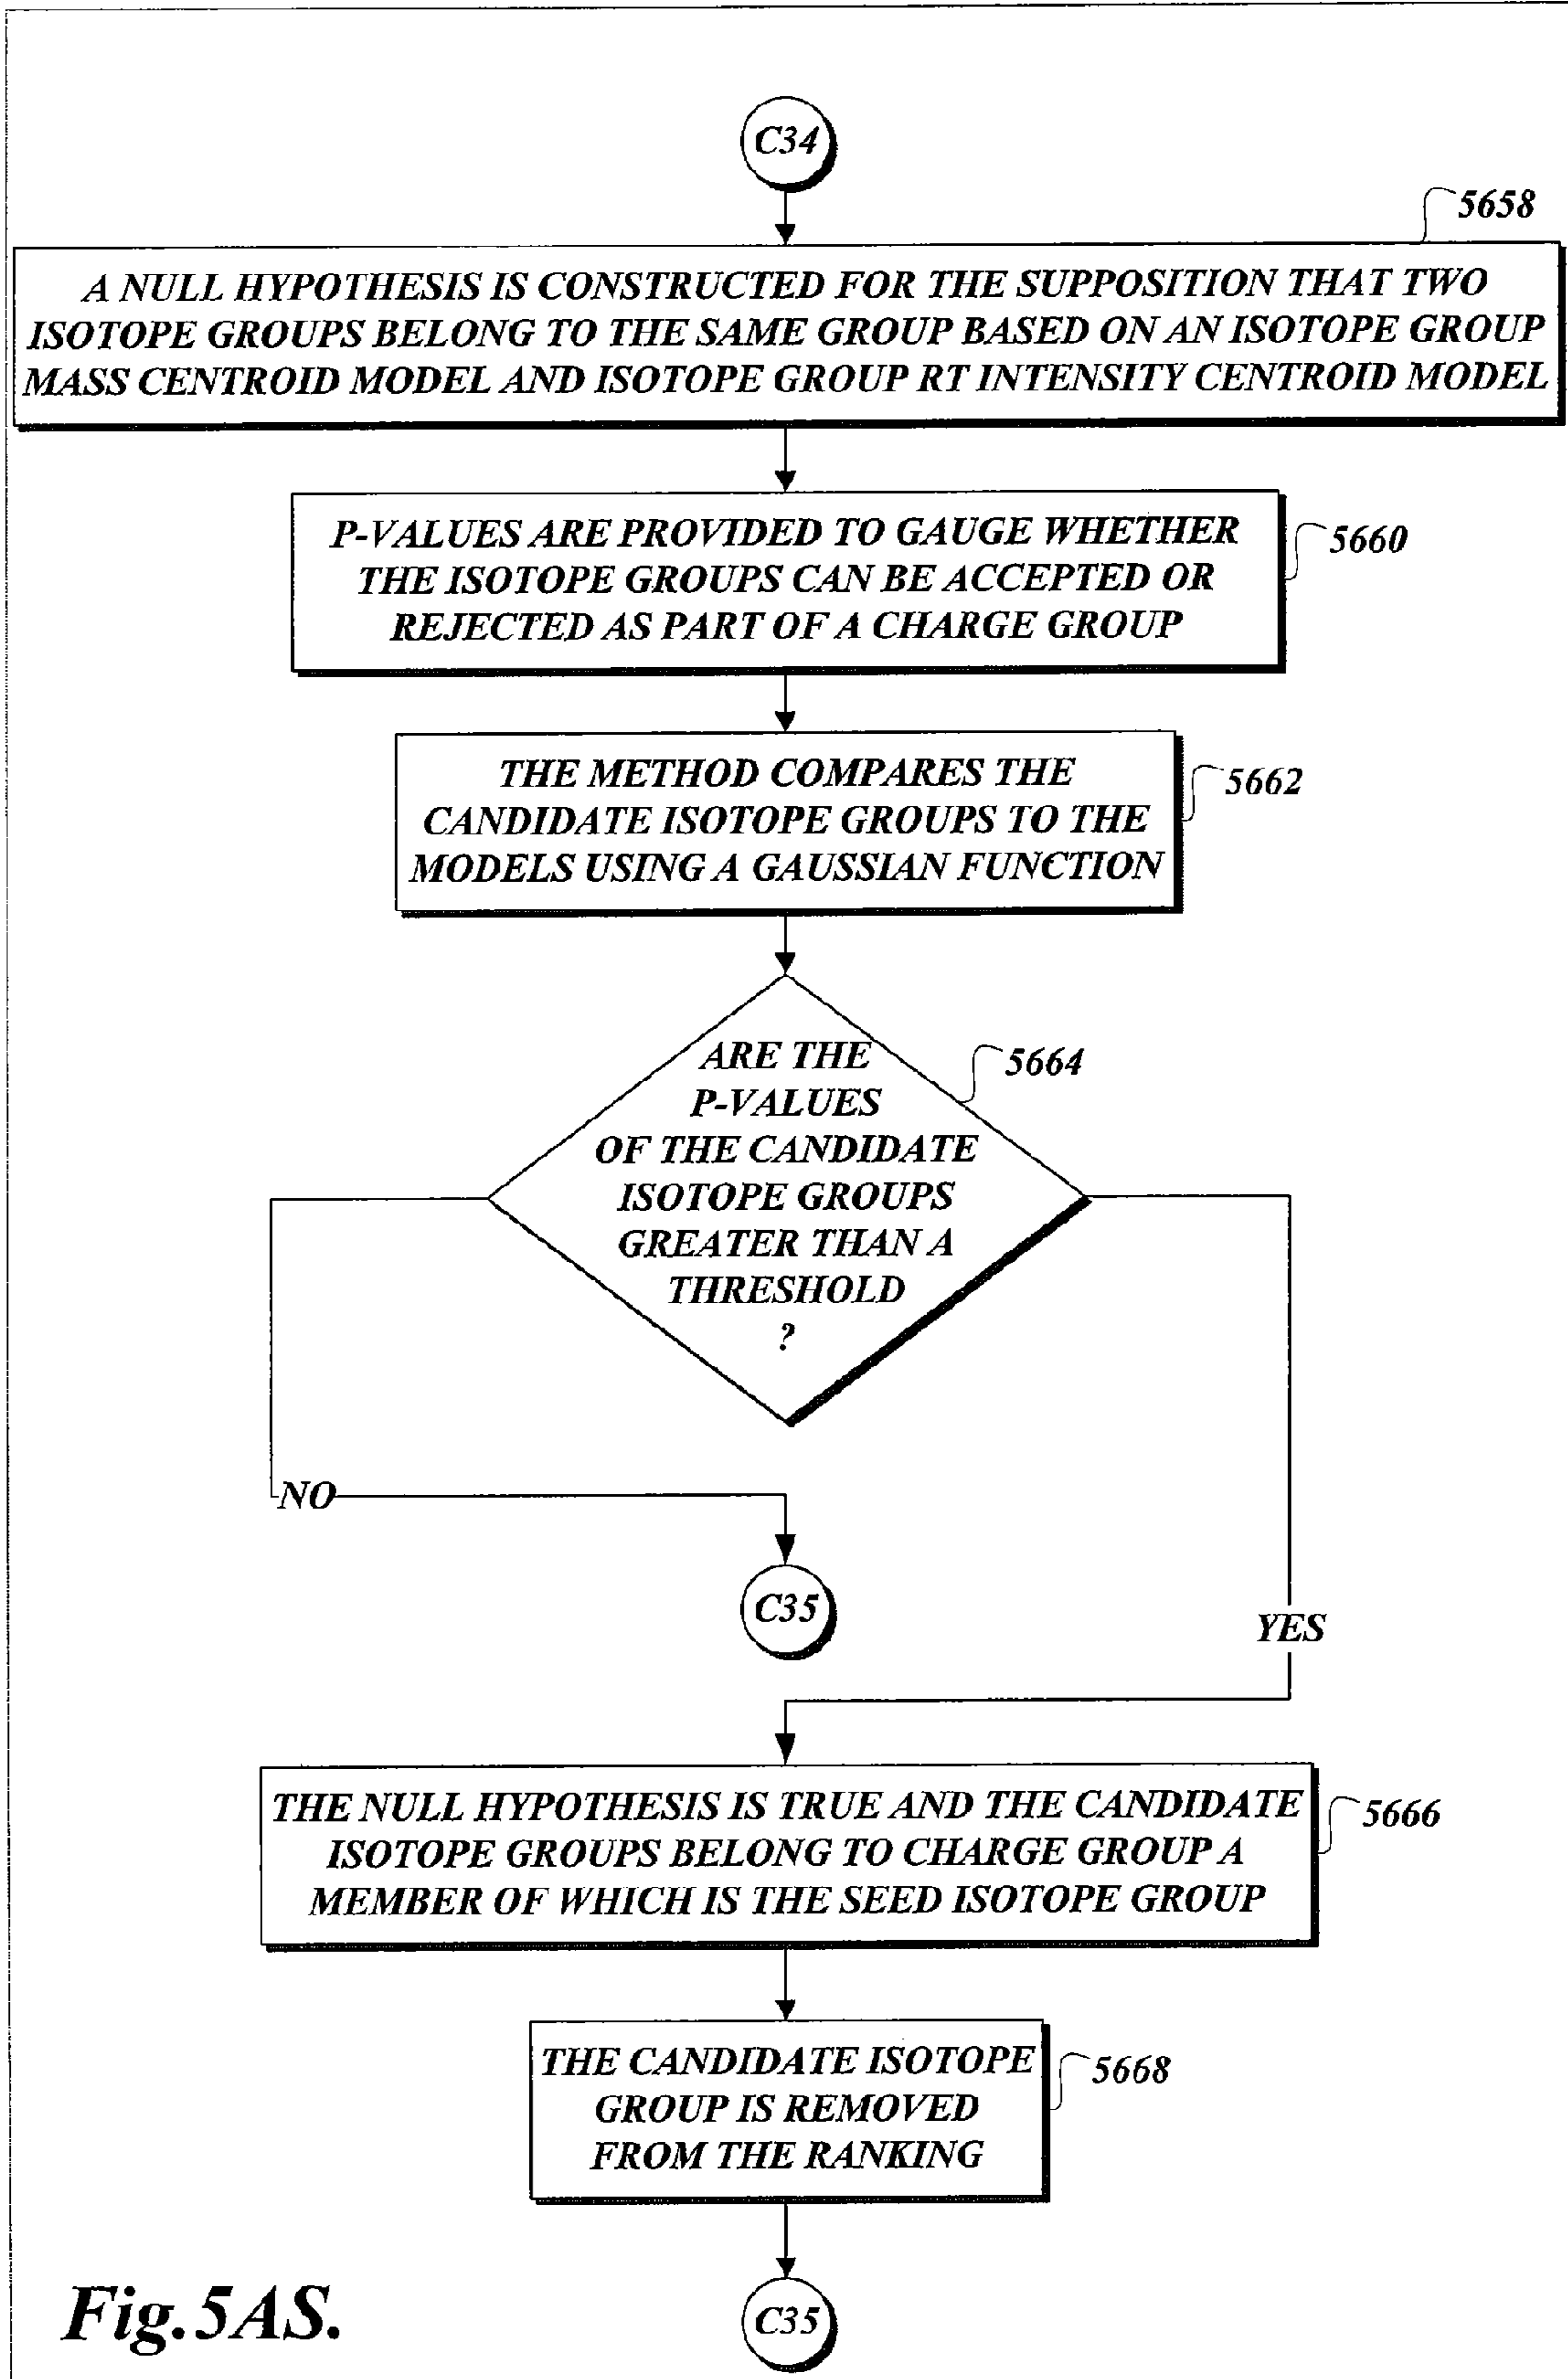 C34
5658
A NULL HYPOTHESIS IS CONSTRUCTED FOR THE SUPPOSITION THAT TWO
ISOTOPE GROUPS BELONG TO THE SAME GROUP BASED ON AN ISOTOPE GROUP
MASS CENTROID MODEL AND ISOTOPE GROUP RT INTENSITY CENTROID MODEL
P-VALUES ARE PROVIDED TO GAUGE WHETHER
THE ISOTOPE GROUPS CAN BE ACCEPTED OR
REJECTED AS PART OF A CHARGE GROUP
5660
THE METHOD COMPARES THE
CANDIDATE ISOTOPE GROUPS TO THE
MODELS USING A GAUSSIAN FUNCTION
5662
ARE THE
P-VALUES
OF THE CANDIDATE
ISOTOPE GROUPS
GREATER THAN A
THRESHOLD
?
5664
NO
C35
YES
THE NULL HYPOTHESIS IS TRUE AND THE CANDIDATE
ISOTOPE GROUPS BELONG TO CHARGE GROUP A
MEMBER OF WHICH IS THE SEED ISOTOPE GROUP
5666
THE CANDIDATE ISOTOPE
GROUP IS REMOVED
FROM THE RANKING
5668
C35
Fig.5AS.